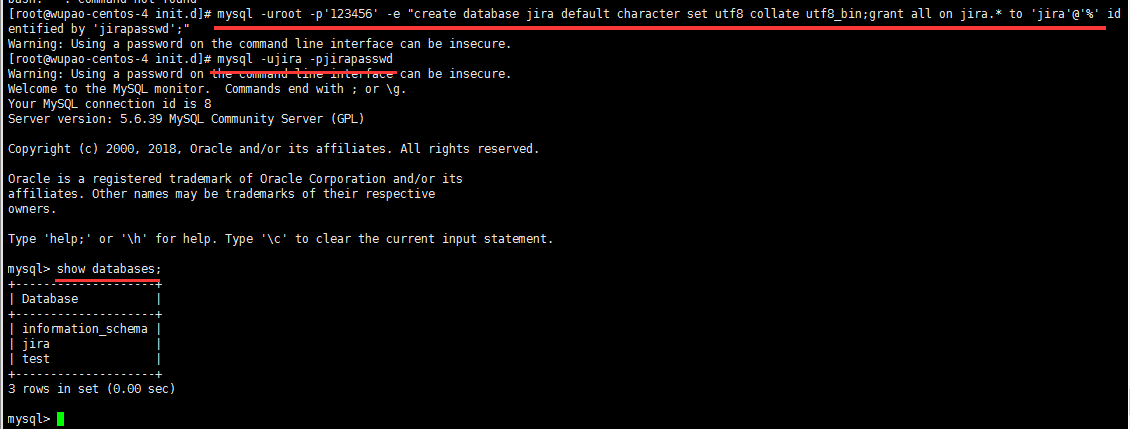 [root@wupao-centos-4 init.d]# mysql -uroot -p'123456' -e "create database jira default character set utf8 collate utf8_bin;grant all on jira.* to 'jira'@'%' id
entified by 'jirapasswd';"
Warning: Using a password on the command line interface can be insecure.
[root@wupao-centos-4 init.d]# mysql -ujira -pjirapasswd
Warning: Using a password on the command line interface can be insecure.
Welcome to the MySQL monitor.  Commands end with ; or \g.
Your MySQL connection id is 8
Server version: 5.6.39 MySQL Community Server (GPL)
Copyright (c) 2000, 2018, Oracle and/or its affiliates. All rights reserved.
Oracle is a registered trademark of Oracle Corporation and/or its
affiliates. Other names may be trademarks of their respective
owners.
Type 'help;' or '\h' for help. Type '\c' to clear the current input statement.
mysql> show databases;
+--------------------+
| Database           |
+--------------------+
| information_schema |
| jira               |
| test               |
+--------------------+
3 rows in set (0.00 sec)
mysql>